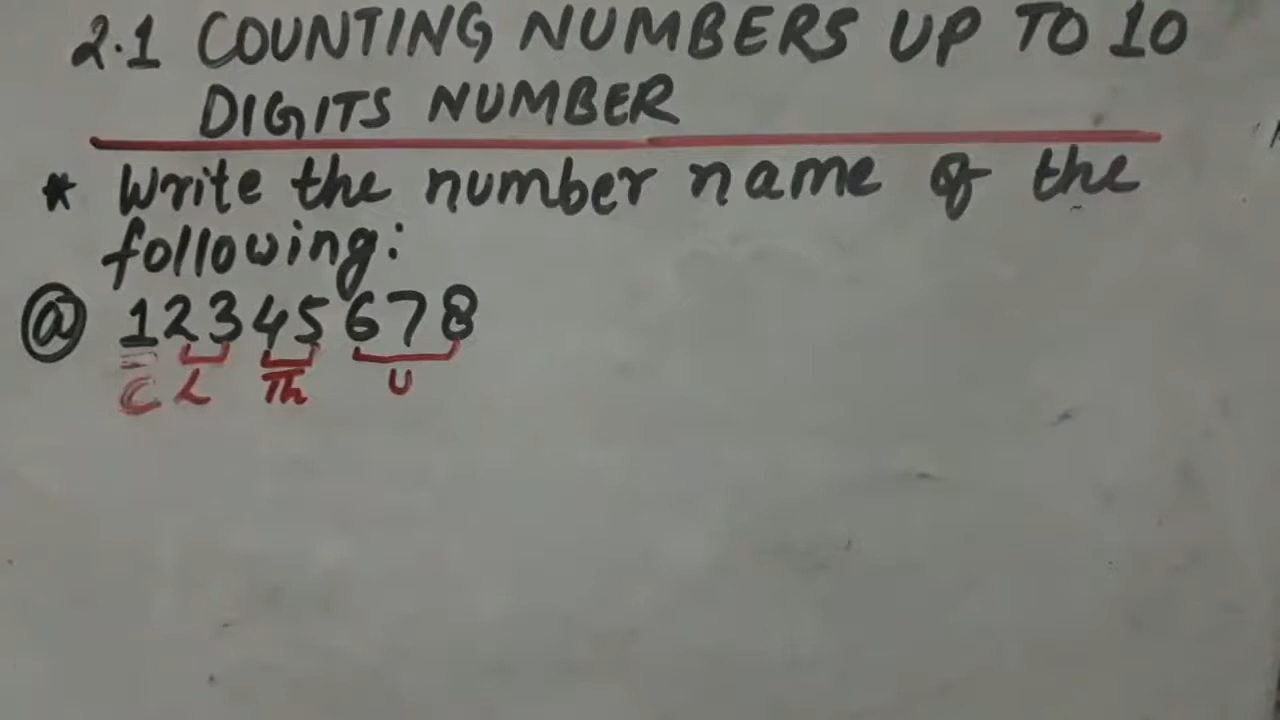 2.1 COUNTING NUMBERS UP TO 10
DIGITS NUMBER
* Write the number name of the
following:
ⓐ 12345678
C L Th U